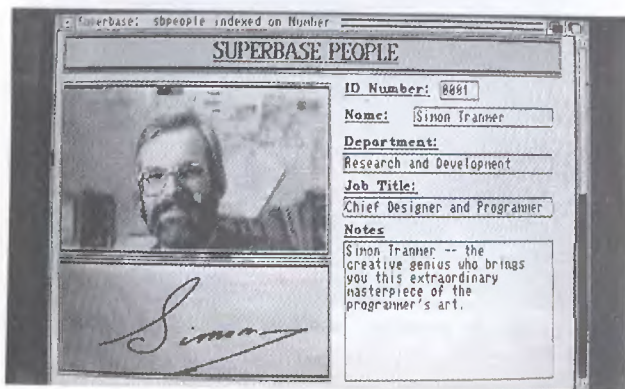 Superbase: sbpeople indexed on Number
SUPERBASE PEOPLE
ID Number: 0001
Name: Simon Tranmer
Department:
Research and Development
Job Title:
Chief Designer and Programmer
Notes
Simon Tranmer -- the
creative genius who brings
you this extraordinary
masterpiece of the
programmer's art.
Simon